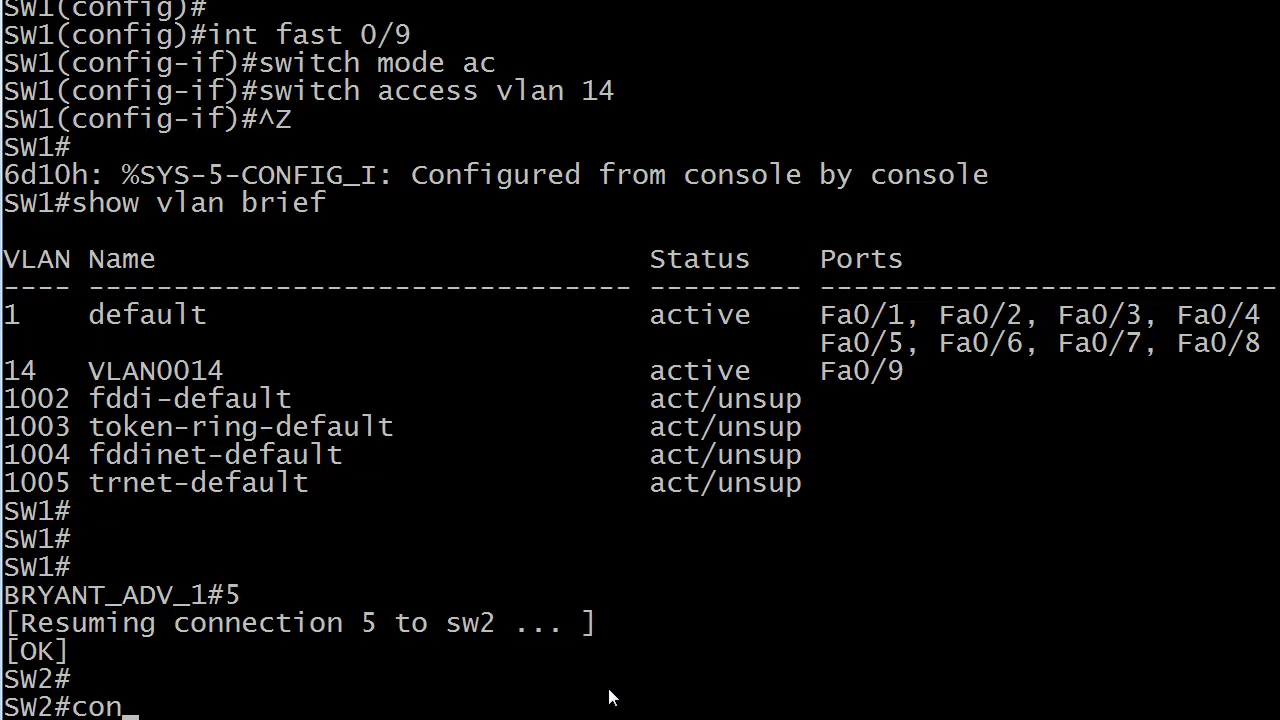 SW1(config)#
SW1(config)#int fast 0/9
SW1(config-if)#switch mode ac
SW1(config-if)#switch access vlan 14
SW1(config-if)#^Z
SW1#
6d10h: %SYS-5-CONFIG_I: Configured from console by console
SW1#show vlan brief
VLAN Name                             Status    Ports
---- -------------------------------- --------- ---------------------------
1    default                          active    Fa0/1, Fa0/2, Fa0/3, Fa0/4
                                                Fa0/5, Fa0/6, Fa0/7, Fa0/8
14   VLAN0014                         active    Fa0/9
1002 fddi-default                     act/unsup
1003 token-ring-default               act/unsup
1004 fddinet-default                  act/unsup
1005 trnet-default                    act/unsup
SW1#
SW1#
SW1#
BRYANT_ADV_1#5
[Resuming connection 5 to sw2 ... ]
[OK]
SW2#
SW2#con_